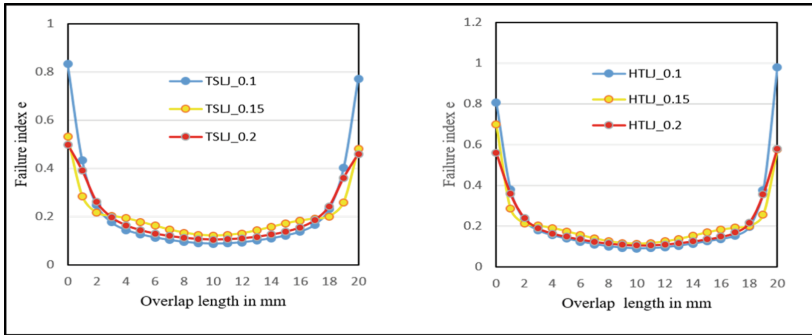 1
0.8
0.6
0.4
0.2
0
Failure index e
TSLJ_0.1
TSLJ_0.15
TSLJ_0.2
0 2 4 6 8 10 12 14 16 18 20
Overlap length in mm
1.2
1
0.8
0.6
0.4
0.2
0
Failure index e
HTLJ_0.1
HTLJ_0.15
HTLJ_0.2
0 2 4 6 8 10 12 14 16 18 20
Overlap length in mm